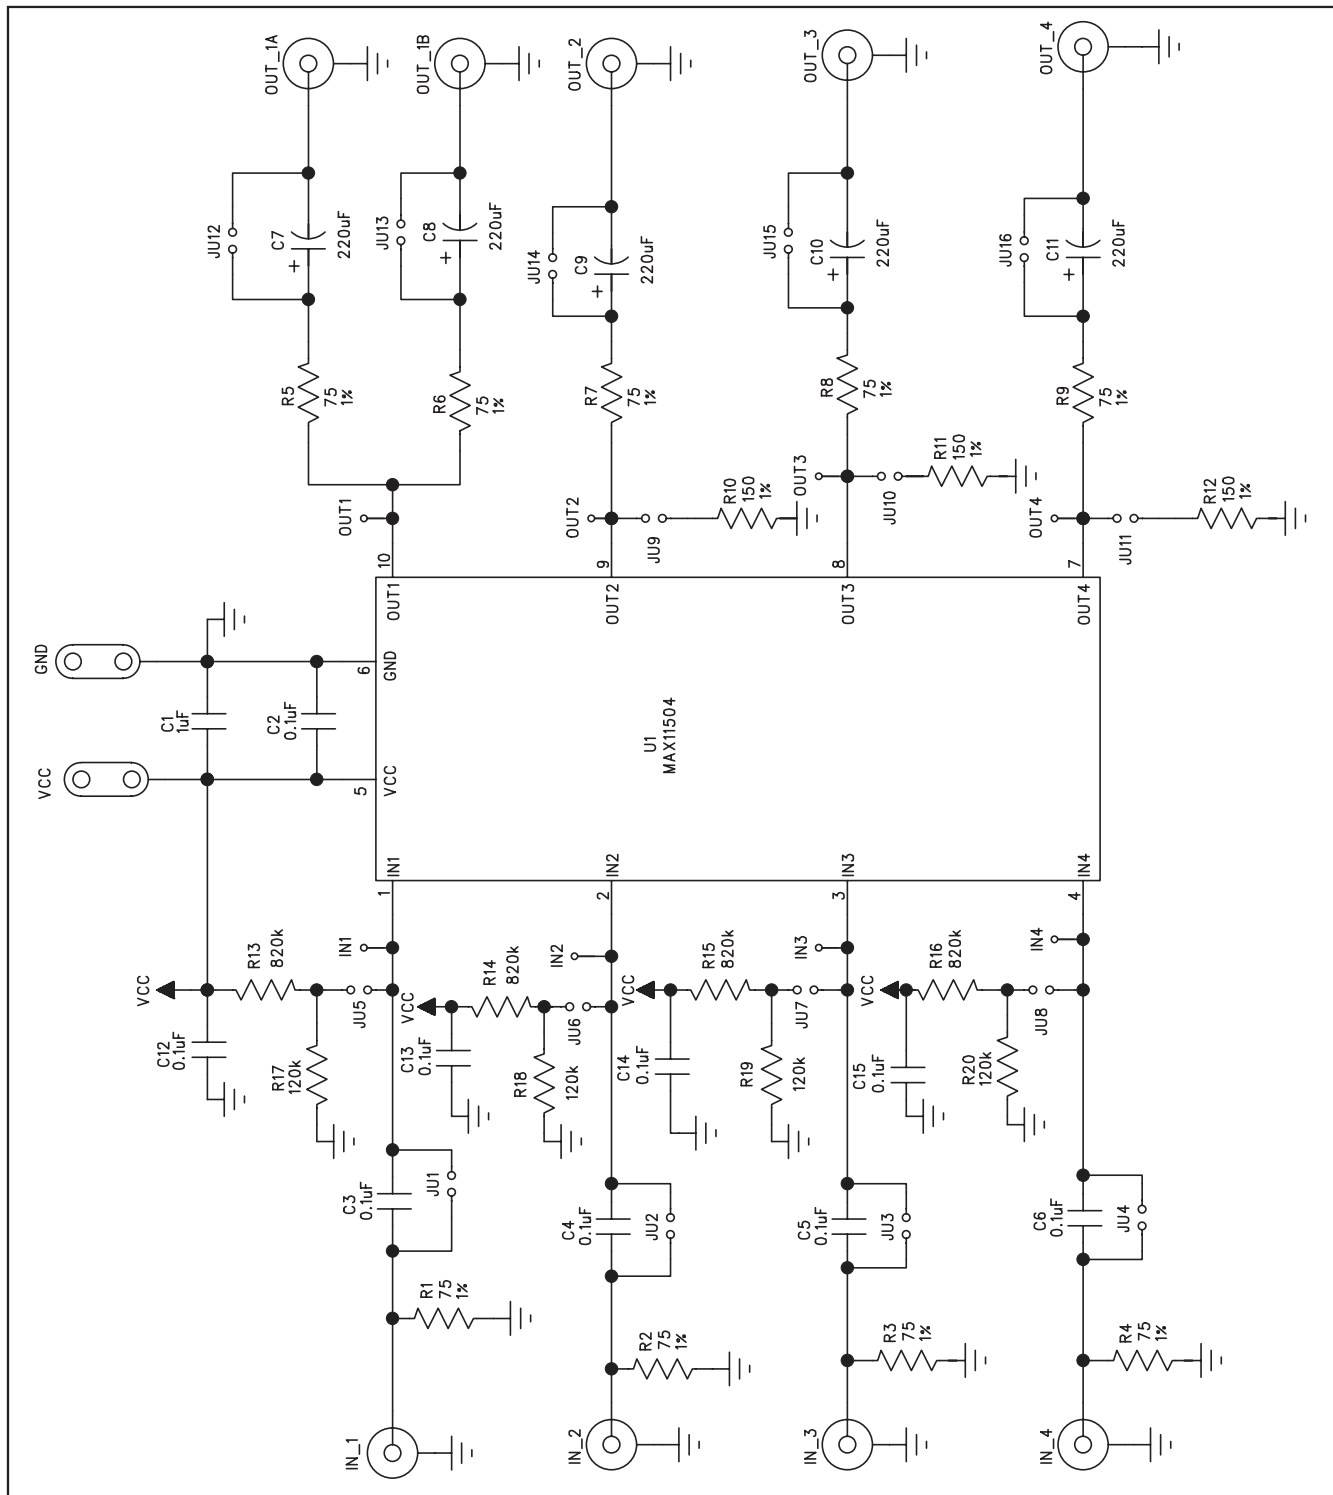 OUT_1A
OUT_1B
OUT_2
OUT_3
OUT_4
JU12
C7
+
220uF
JU13
C8
+
220uF
JU14
C9
+
220uF
JU15
C10
+
220uF
JU16
C11
+
220uF
R5
75
1%
R6
75
1%
R7
75
1%
R8
75
1%
R9
75
1%
OUT1
OUT2
JU9
R10
150
1%
OUT3
JU10
R11
150
1%
OUT4
JU11
R12
150
1%
10
9
8
7
OUT1
OUT2
OUT3
OUT4
GND
C1
1uF
C2
0.1uF
6
GND
VCC
5
VCC
U1
MAX11504
IN1
IN2
IN3
IN4
1
2
3
4
VCC
R13
820k
IN1
C12
0.1uF
R17
120k
JU5
VCC
R14
820k
IN2
C13
0.1uF
R18
120k
JU6
VCC
R15
820k
IN3
C14
0.1uF
R19
120k
JU7
VCC
R16
820k
IN4
C15
0.1uF
R20
120k
JU8
C3
0.1uF
JU1
C4
0.1uF
JU2
C5
0.1uF
JU3
C6
0.1uF
JU4
R1
75
1%
R2
75
1%
R3
75
1%
R4
75
1%
IN_1
IN_2
IN_3
IN_4